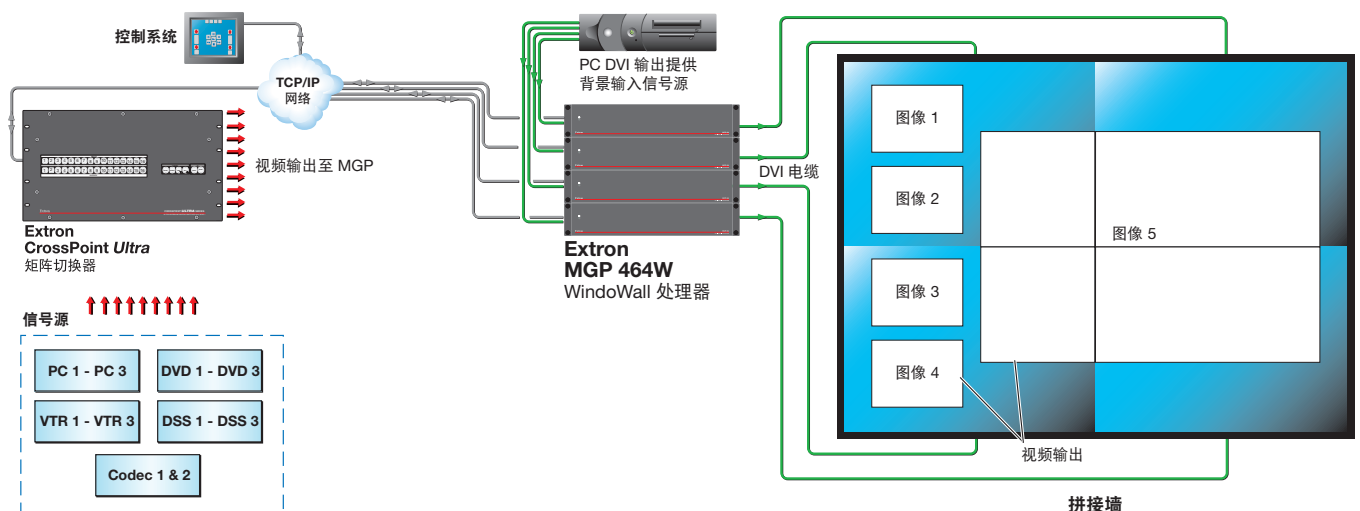 控制系统
TCP/IP
网络
PC DVI 输出提供
背景输入信号源
视频输出至 MGP
DVI 电缆
Extron
CrossPoint Ultra
矩阵切换器
Extron
MGP 464W
WindoWall 处理器
信号源
PC 1 - PC 3
DVD 1 - DVD 3
VTR 1 - VTR 3
DSS 1 - DSS 3
Codec 1 & 2
图像 1
图像 2
图像 3
图像 4
图像 5
视频输出
拼接墙